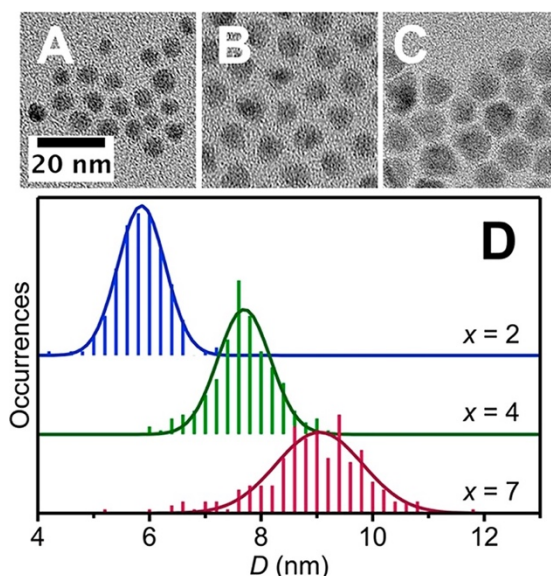 A B C
20 nm
D
x = 2
x = 4
x = 7
Occurrences
4 6 8 10 12
D (nm)